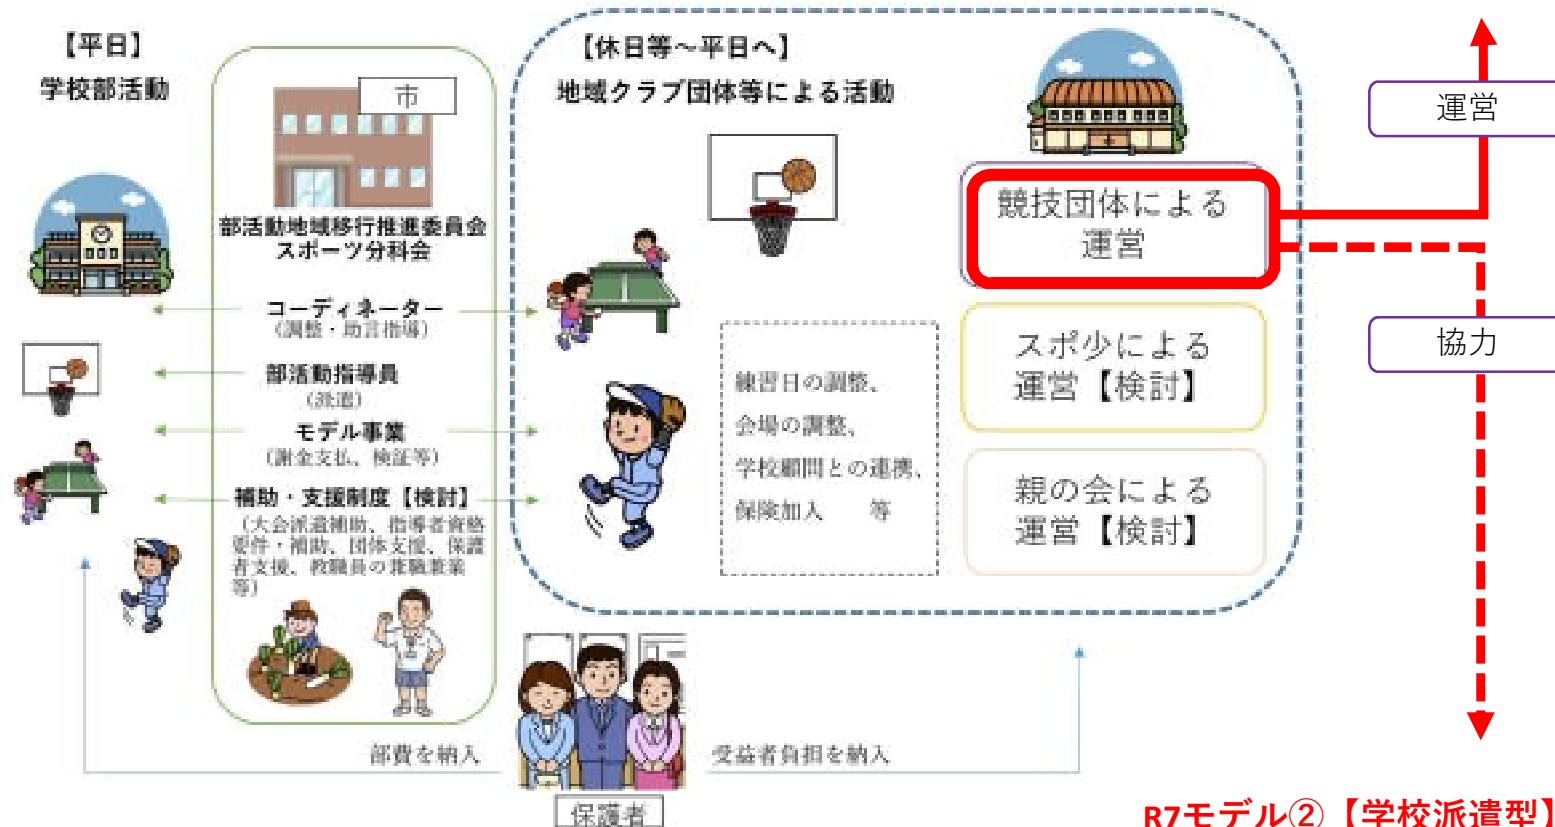 【平日】
学校部活動
市
部活動地域移行推進委員会
スポーツ分科会
コーディネーター
（調整・助言指導）
部活動指導員
（派遣）
モデル事業
（謝金支払、検証等）
補助・支援制度【検討】
（大会派遣補助、指導者資格
要件・補助、団体支援、保護
者支援、教職員の兼職兼業
等）
【休日等～平日へ】
地域クラブ団体等による活動
練習日の調整、
会場の調整、
学校顧問との連携、
保険加入　等
競技団体による
運営
スポ少による
運営【検討】
親の会による
運営【検討】
運営
協力
部費を納入
受益者負担を納入
保護者
R7モデル②【学校派遣型】